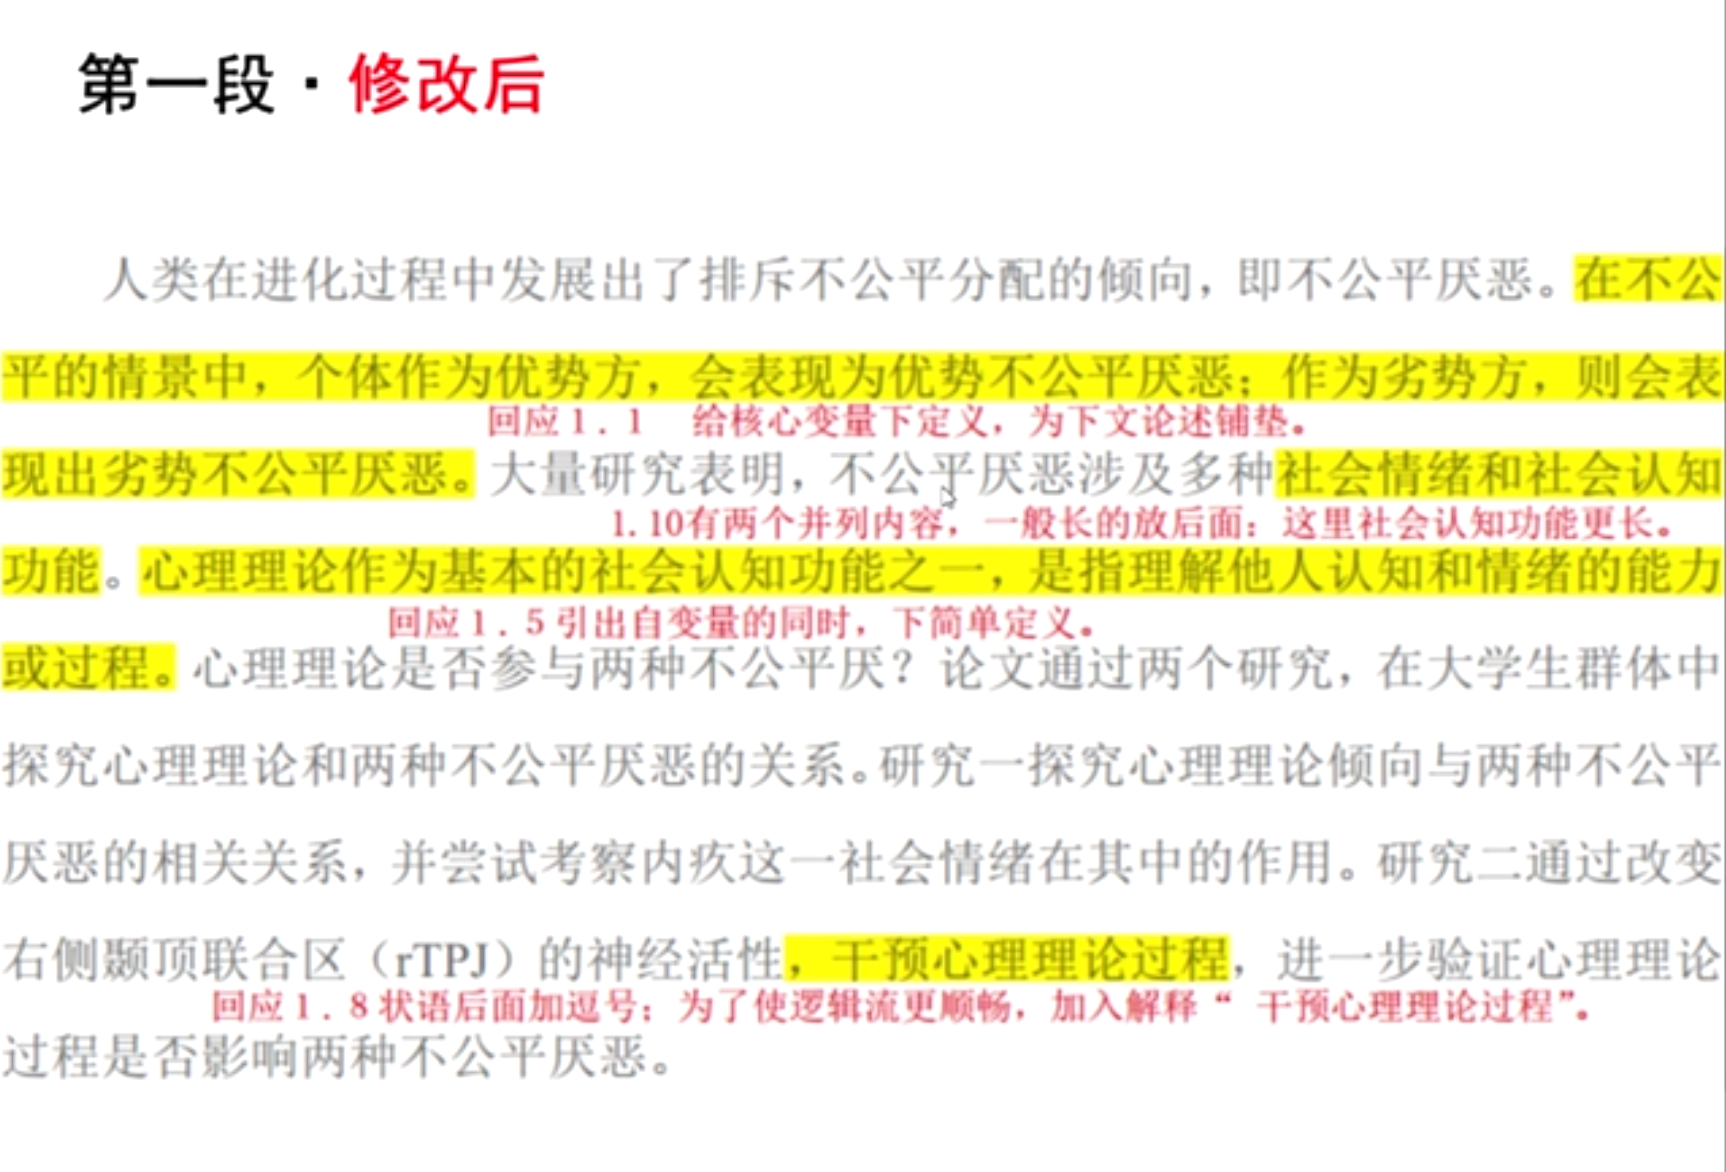 第一段·修改后
人类在进化过程中发展出了排斥不公平分配的倾向，即不公平厌恶。在不公
平的情景中，个体作为优势方，会表现为优势不公平厌恶；作为劣势方，则会表
回应1.1 给核心变量下定义，为下文论述铺垫。
现出劣势不公平厌恶。大量研究表明，不公平厌恶涉及多种社会情绪和社会认知
1.10有两个并列内容，一般长的放后面：这里社会认知功能更长。
功能。心理理论作为基本的社会认知功能之一，是指理解他人认知和情绪的能力
回应1.5引出自变量的同时，下简单定义。
或过程。心理理论是否参与两种不公平厌？论文通过两个研究，在大学生群体中
探究心理理论和两种不公平厌恶的关系。研究一探究心理理论倾向与两种不公平
厌恶的相关关系，并尝试考察内疚这一社会情绪在其中的作用。研究二通过改变
右侧颞顶联合区（rTPJ）的神经活性，干预心理理论过程，进一步验证心理理论
回应1.8状语后面加逗号；为了使逻辑流更顺畅，加入解释“ 干预心理理论过程”。
过程是否影响两种不公平厌恶。